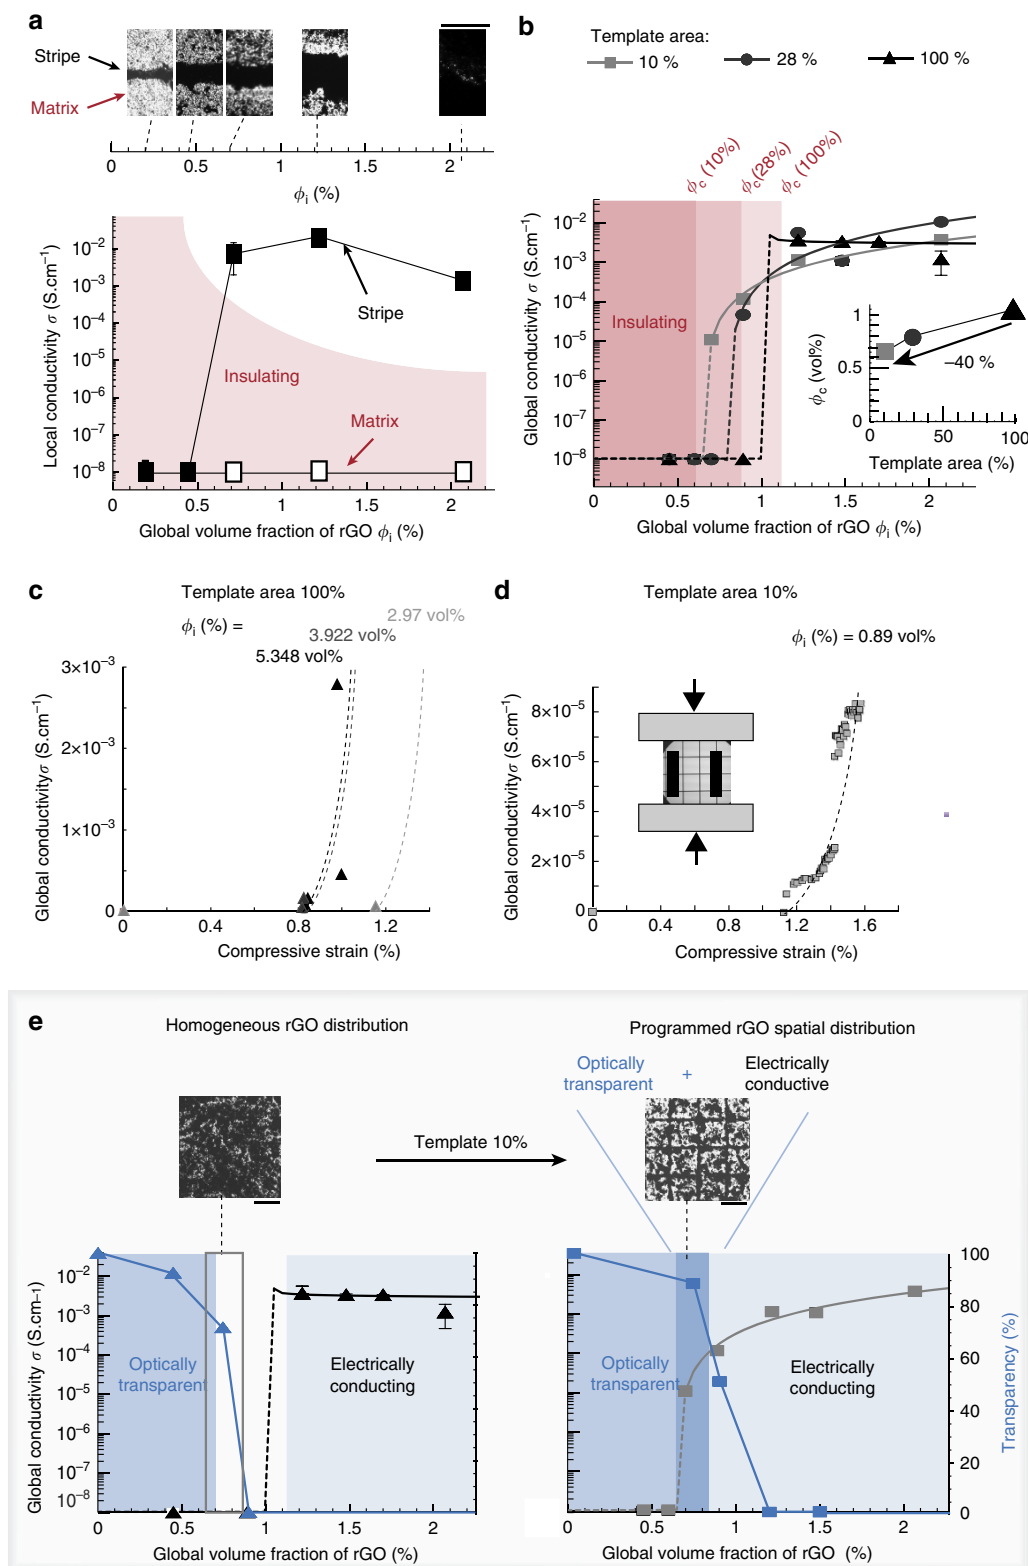 a
Stripe
Matrix
0 0.5 1 1.5 2
ϕi (%)
Local conductivity σ (S.cm−1)
10−2
10−3
10−4
10−5
10−6
10−7
10−8
Insulating
Stripe
Matrix
0 0.5 1 1.5 2
Global volume fraction of rGO ϕi (%)
b
Template area:
10 % 28 % 100 %
ϕc (10%)
ϕc(28%)
ϕc (100%)
Global conductivity σ (S.cm−1)
10−2
10−3
10−4
10−5
10−6
10−7
10−8
Insulating
0 0.5 1 1.5 2
Global volume fraction of rGO ϕi (%)
ϕc (vol%)
1
0.5
0
−40 %
0 50 100
Template area (%)
c
Template area 100%
ϕi (%) =
2.97 vol%
3.922 vol%
5.348 vol%
Global conductivityσ (S.cm−1)
3×10−3
2×10−3
1×10−3
0
0 0.4 0.8 1.2
Compressive strain (%)
d
Template area 10%
ϕi (%) = 0.89 vol%
Global conductivityσ (S.cm−1)
8×10−5
6×10−5
4×10−5
2×10−5
0
0 0.4 0.8 1.2 1.6
Compressive strain (%)
e
Homogeneous rGO distribution
Programmed rGO spatial distribution
Optically
transparent
+
Electrically
conductive
Template 10%
Global conductivity σ (S.cm−1)
10−2
10−3
10−4
10−5
10−6
10−7
10−8
Optically
transparent
Electrically
conducting
0 0.5 1 1.5 2
Global volume fraction of rGO (%)
Optically
transparent
Electrically
conducting
100
80
60
40
20
0
Transparency (%)
0 0.5 1 1.5 2
Global volume fraction of rGO (%)